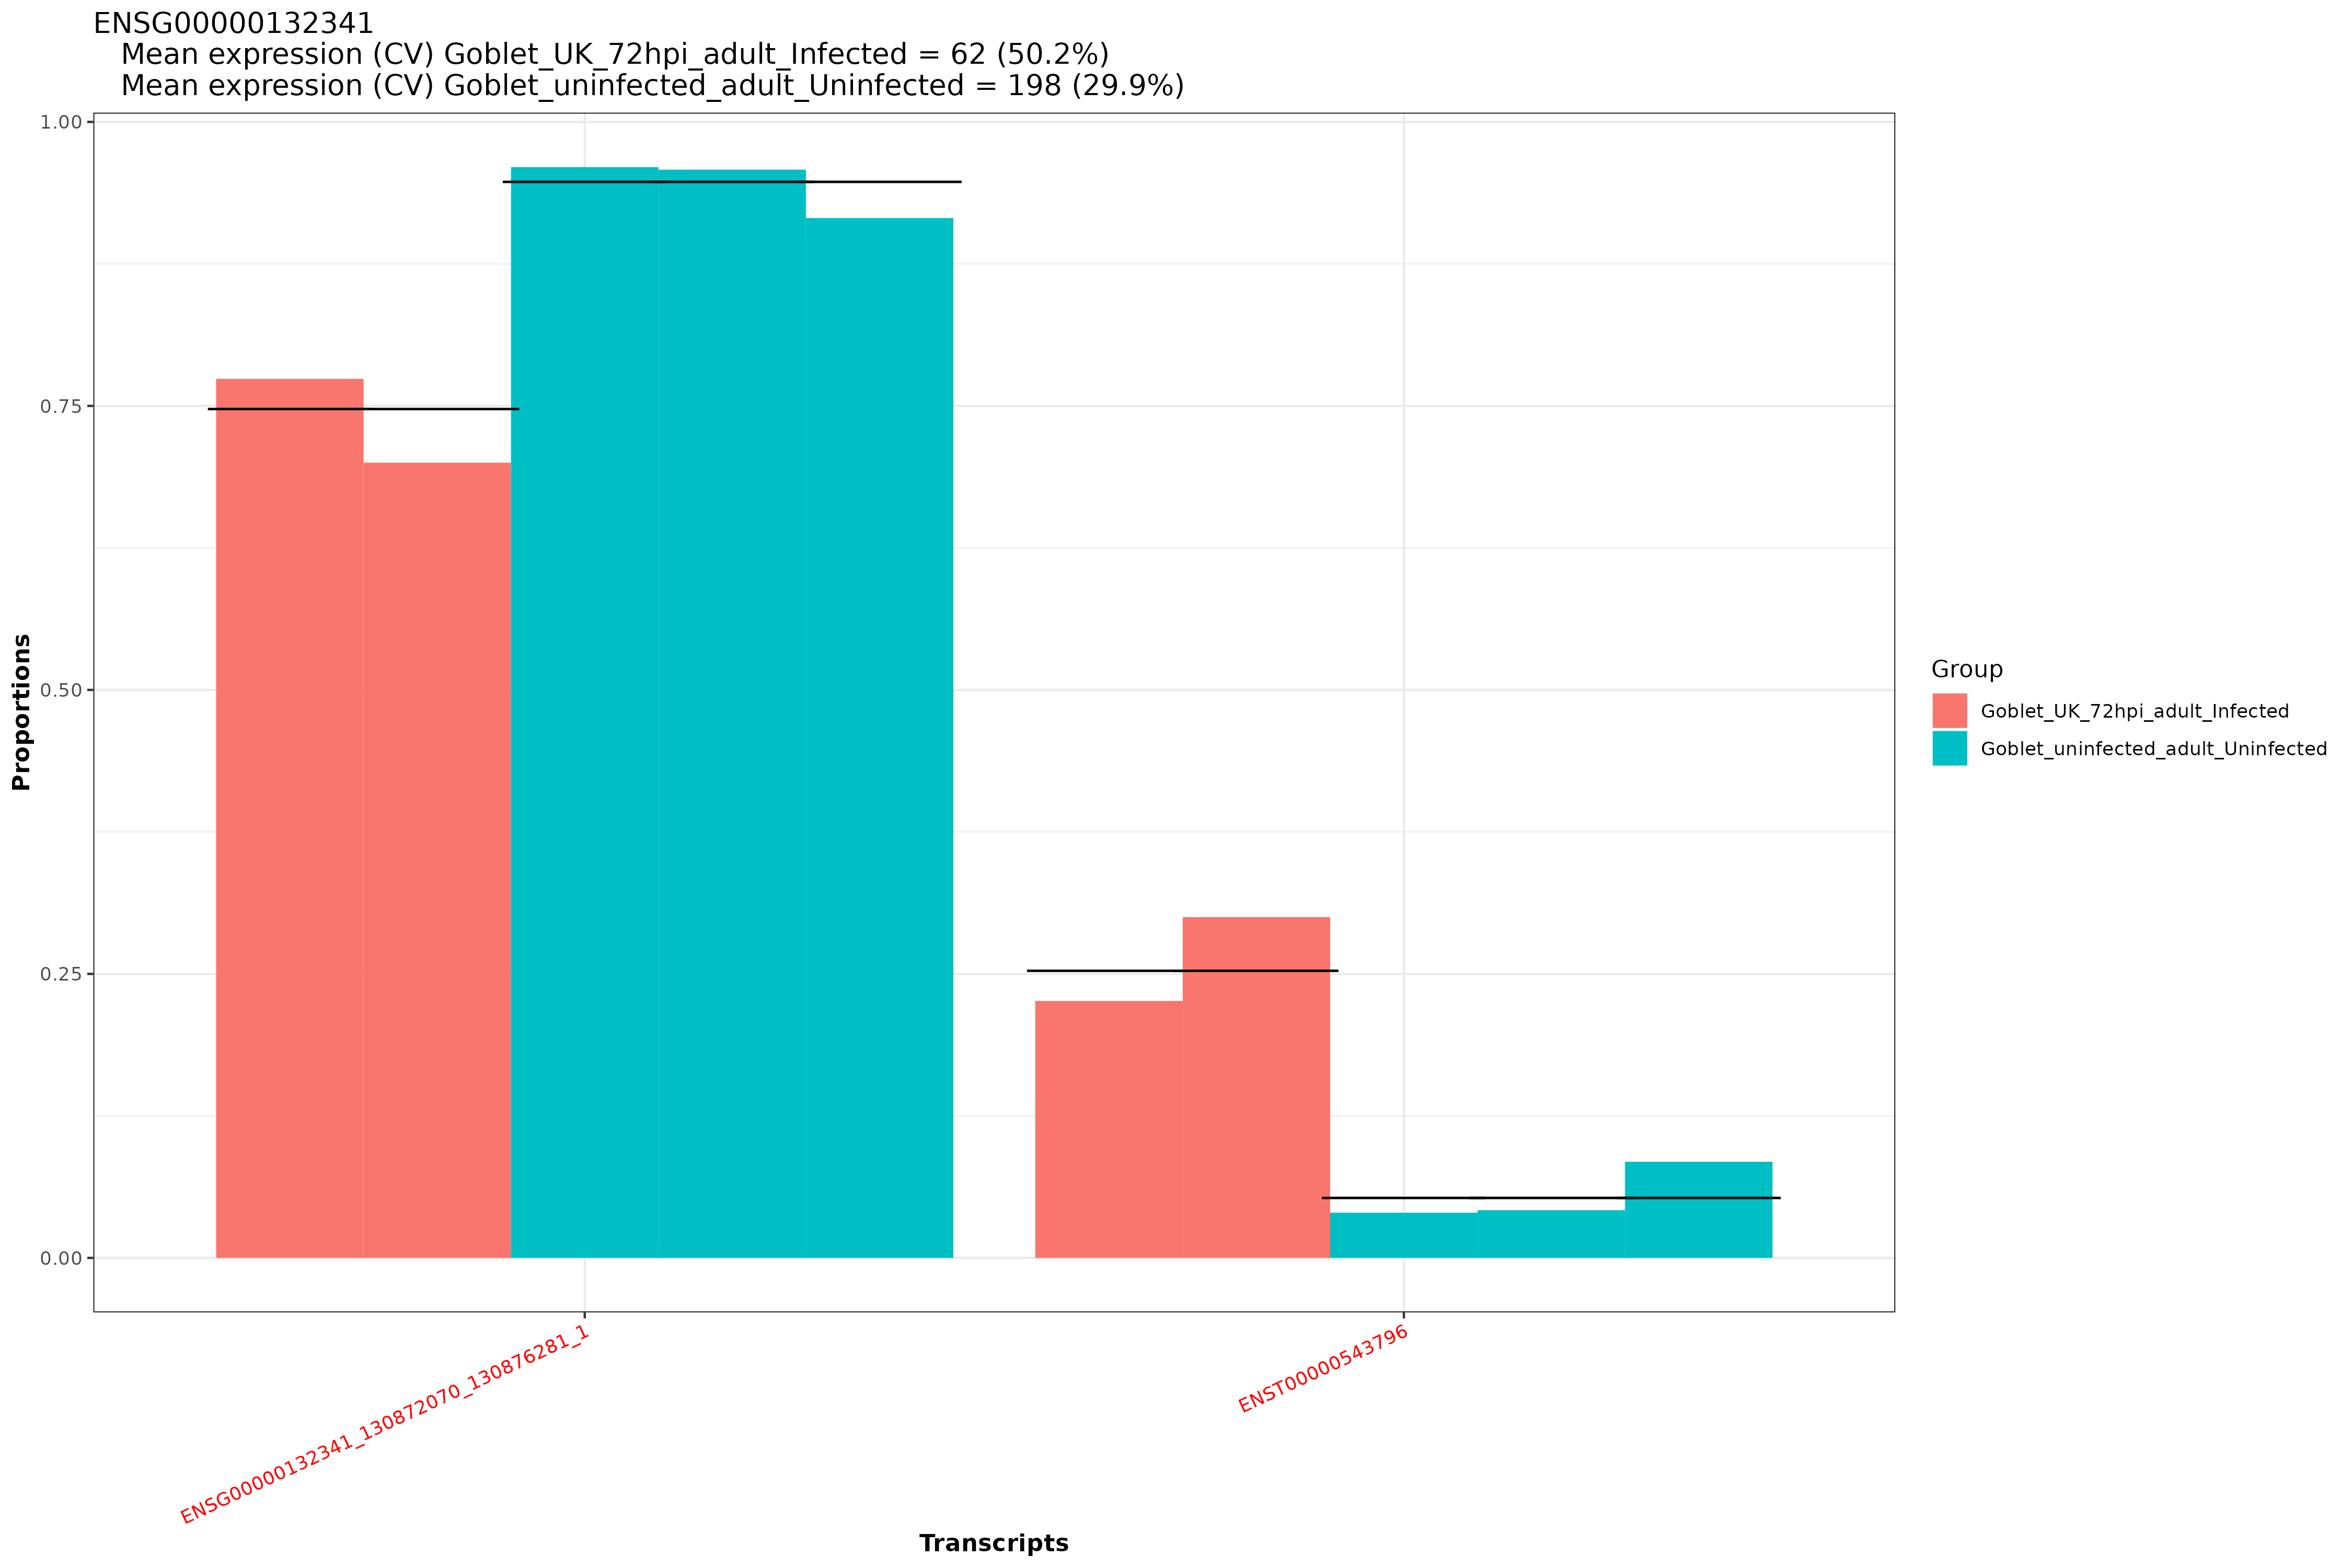 ENSG00000132341
Mean expression (CV) Goblet_UK_72hpi_adult_Infected = 62 (50.2%)
Mean expression (CV) Goblet_uninfected_adult_Uninfected = 198 (29.9%)
1.00
0.75
0.50
0.25
0.00
Proportions
ENSG00000132341_130872070_130876281_1
ENST00000543796
Transcripts
Group
Goblet_UK_72hpi_adult_Infected
Goblet_uninfected_adult_Uninfected